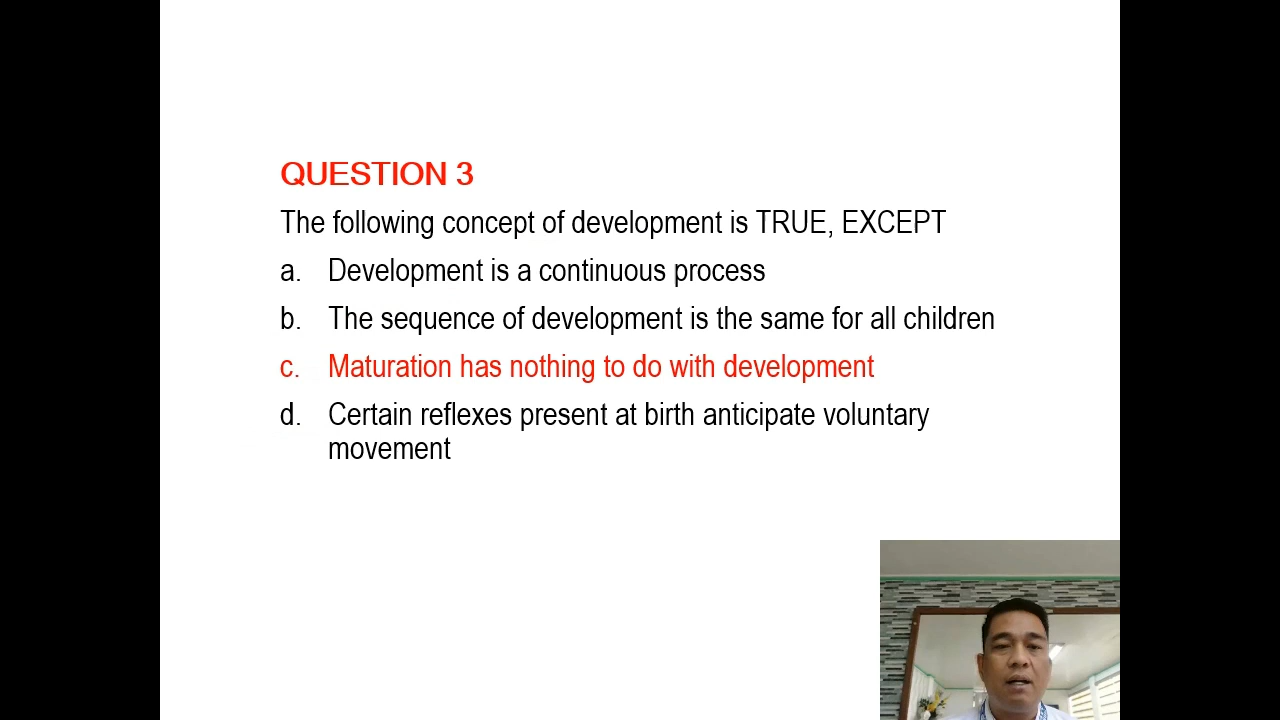 QUESTION 3
The following concept of development is TRUE, EXCEPT
a. Development is a continuous process
b. The sequence of development is the same for all children
c. Maturation has nothing to do with development
d. Certain reflexes present at birth anticipate voluntary
movement